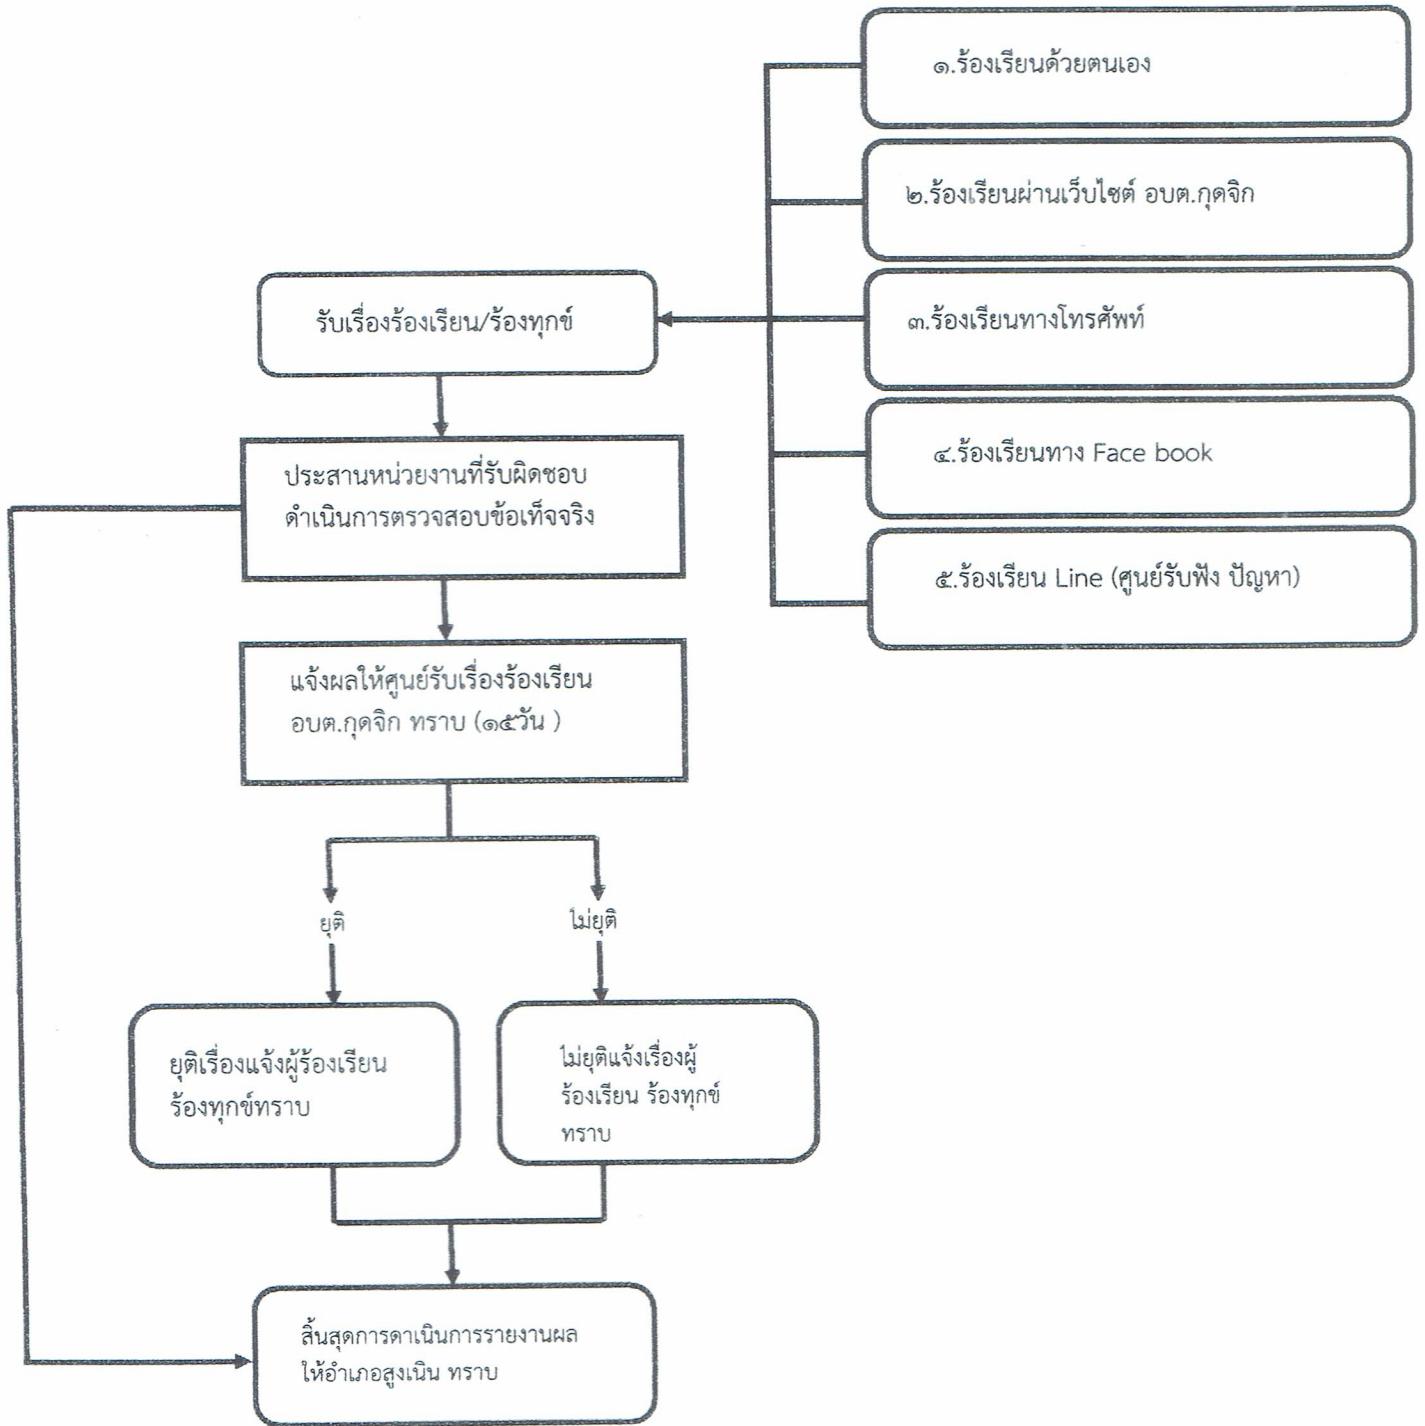 ๑.ร้องเรียนด้วยตนเอง
๒.ร้องเรียนผ่านเว็บไซต์ อบต.กุดจิก
๓.ร้องเรียนทางโทรศัพท์
๔.ร้องเรียนทาง Face book
๕.ร้องเรียน Line (ศูนย์รับฟัง ปัญหา)
รับเรื่องร้องเรียน/ร้องทุกข์
ประสานหน่วยงานที่รับผิดชอบ
ดำเนินการตรวจสอบข้อเท็จจริง
แจ้งผลให้ศูนย์รับเรื่องร้องเรียน
อบต.กุดจิก ทราบ (๑๕วัน )
ยุติ
ไม่ยุติ
ยุติเรื่องแจ้งผู้ร้องเรียน
ร้องทุกข์ทราบ
ไม่ยุติแจ้งเรื่องผู้
ร้องเรียน ร้องทุกข์
ทราบ
สิ้นสุดการดาเนินการรายงานผล
ให้อำเภอสูงเนิน ทราบ